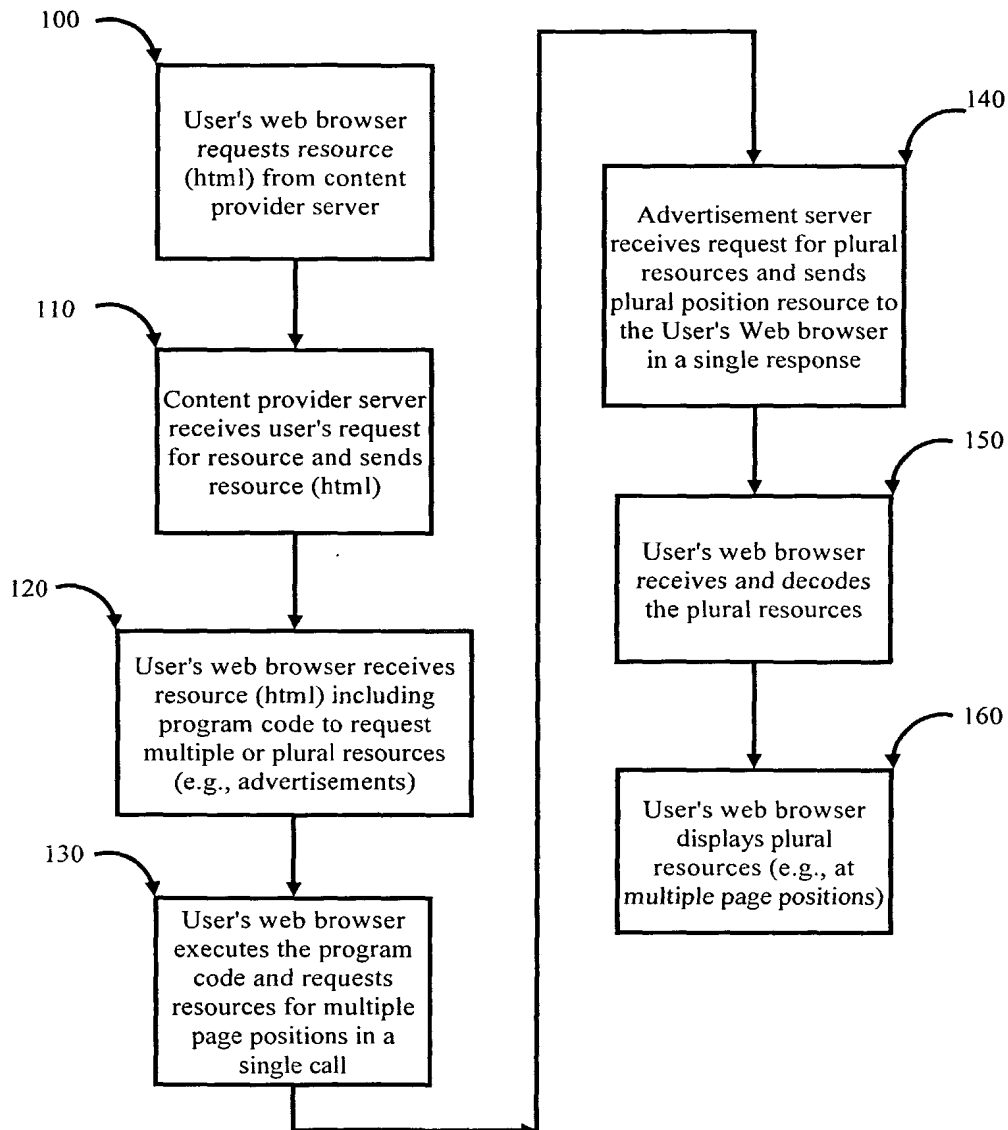 100
User's web browser
requests resource
(html) from content
provider server
110
Content provider server
receives user's request
for resource and sends
resource (html)
120
User's web browser receives
resource (html) including
program code to request
multiple or plural resources
(e.g., advertisements)
130
User's web browser
executes the program
code and requests
resources for multiple
page positions in a
single call
140
Advertisement server
receives request for plural
resources and sends
plural position resource to
the User's Web browser
in a single response
150
User's web browser
receives and decodes
the plural resources
160
User's web browser
displays plural
resources (e.g., at
multiple page positions)